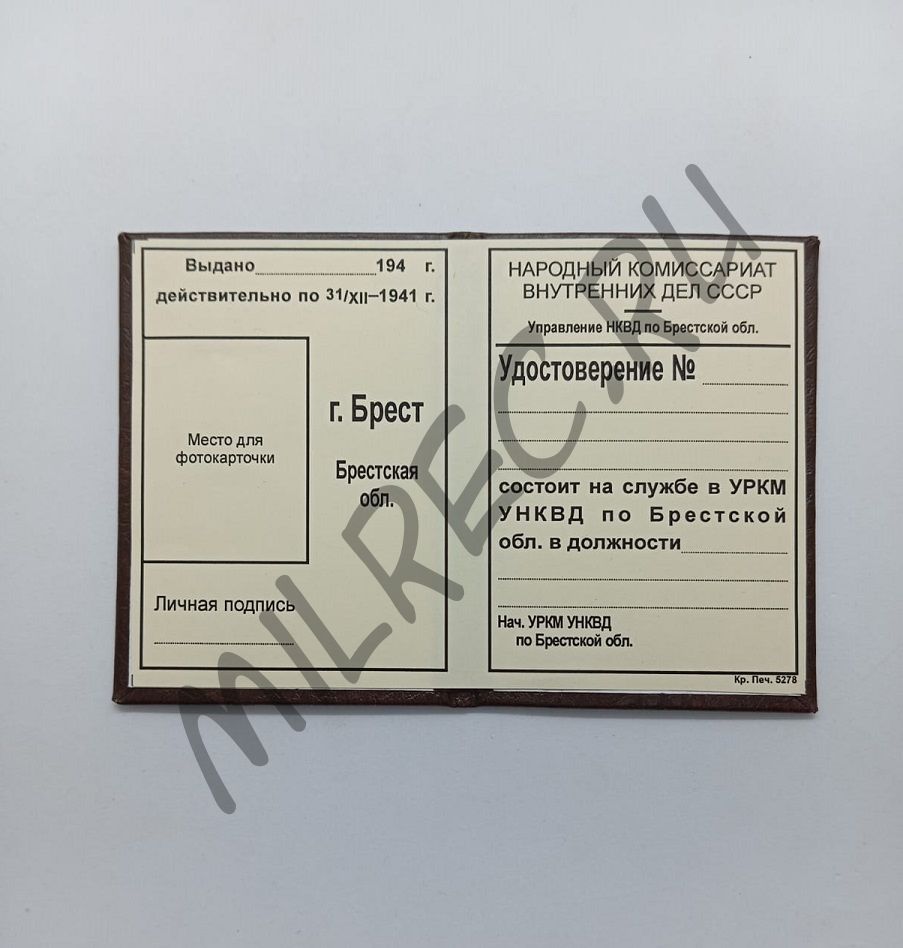 Выдано 194 г.
действительно по 31/XII–1941 г.
Место для
фотокарточки
г. Брест
Брестская
обл.
Личная подпись
НАРОДНЫЙ КОМИССАРИАТ
ВНУТРЕННИХ ДЕЛ СССР
Управление НКВД по Брестской обл.
Удостоверение №
состоит на службе в УРКМ
УНКВД по Брестской
обл. в должности
Нач. УРКМ УНКВД
по Брестской обл.
Кр. Печ. 5278
MILREC.RU